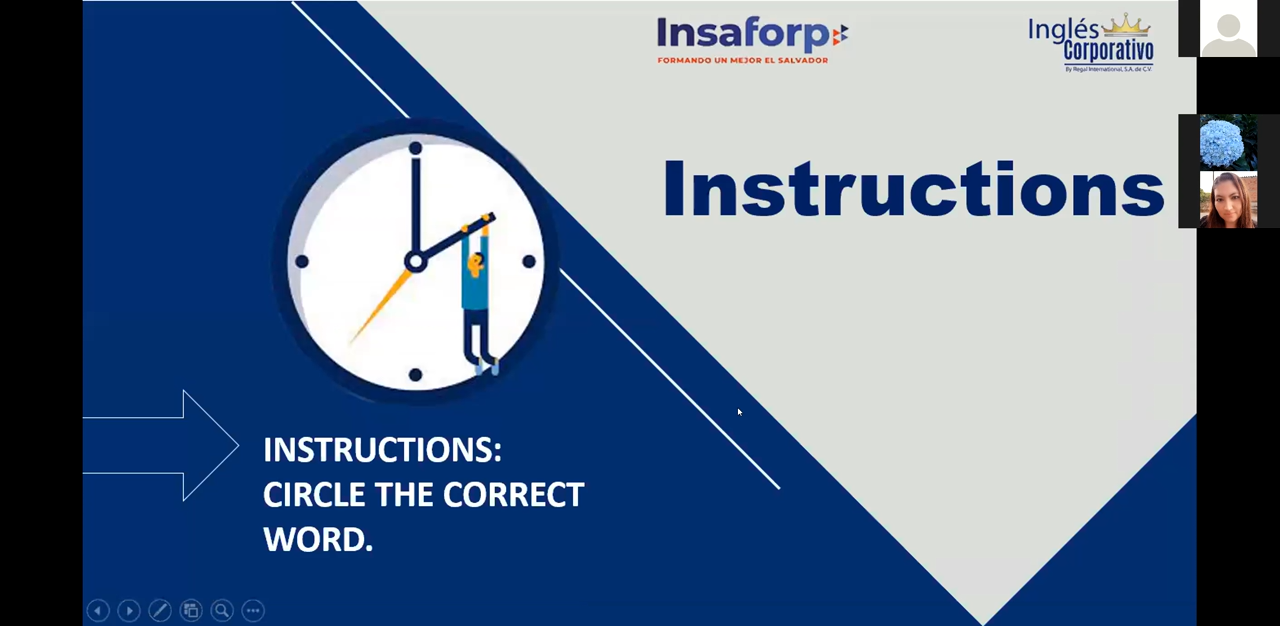 Insaforp
FORMANDO UN MEJOR EL SALVADOR
Inglés
Corporativo
By Regal International, S.A. de C.V.
Instructions
INSTRUCTIONS:
CIRCLE THE CORRECT
WORD.